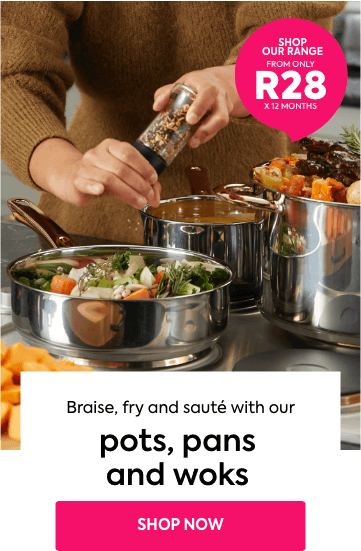 SHOP
OUR RANGE
FROM ONLY
R28
X 12 MONTHS
Braise, fry and sauté with our
pots, pans
and woks
SHOP NOW